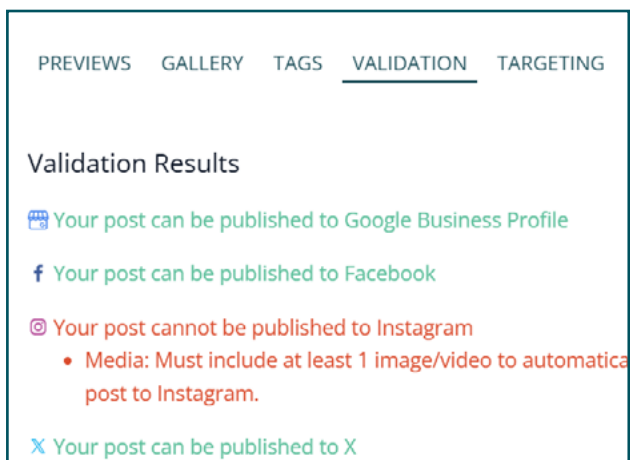 PREVIEWS GALLERY TAGS VALIDATION TARGETING
Validation Results
Your post can be published to Google Business Profile
Your post can be published to Facebook
Your post cannot be published to Instagram
• Media: Must include at least 1 image/video to automatica
post to Instagram.
Your post can be published to X